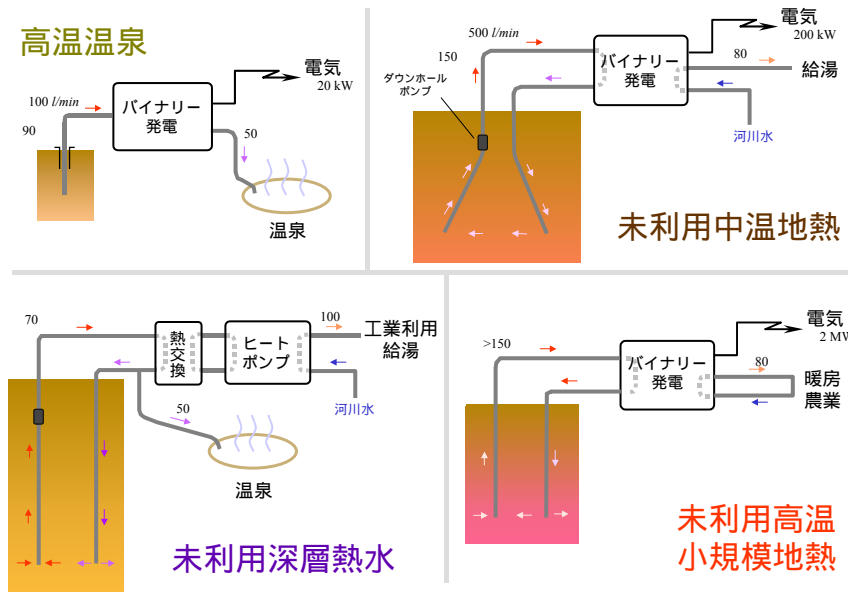 高温温泉
電気
20 kW
100 l/min
バイナリー
発電
90
50
温泉
電気
200 kW
500 l/min
150
バイナリー
発電
80
給湯
ダウンホール
ポンプ
河川水
未利用中温地熱
70
熱交換
ヒート
ポンプ
100
工業利用
給湯
河川水
50
温泉
未利用深層熱水
電気
2 MW
>150
バイナリー
発電
80
暖房
農業
未利用高温
小規模地熱